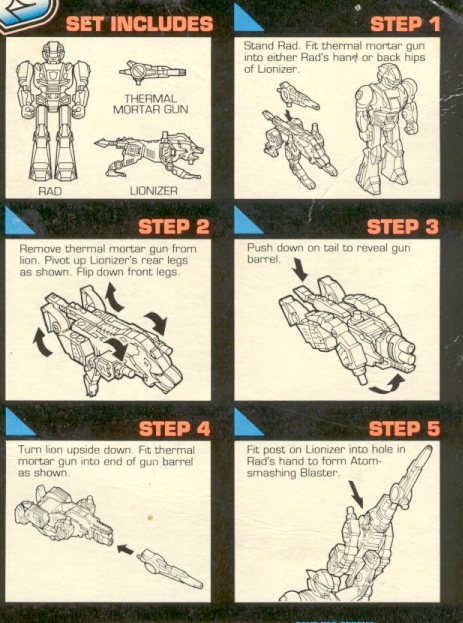 SET INCLUDES
THERMAL
MORTAR GUN
RAD
LIONIZER
STEP 1
Stand Rad. Fit thermal mortar gun
into either Rad's hand or back hips
of Lionizer.
STEP 2
Remove thermal mortar gun from
lion. Pivot up Lionizer's rear legs
as shown. Flip down front legs.
STEP 3
Push down on tail to reveal gun
barrel.
STEP 4
Turn lion upside down. Fit thermal
mortar gun into end of gun barrel
as shown.
STEP 5
Fit post on Lionizer into hole in
Rad's hand to form Atom-
smashing Blaster.